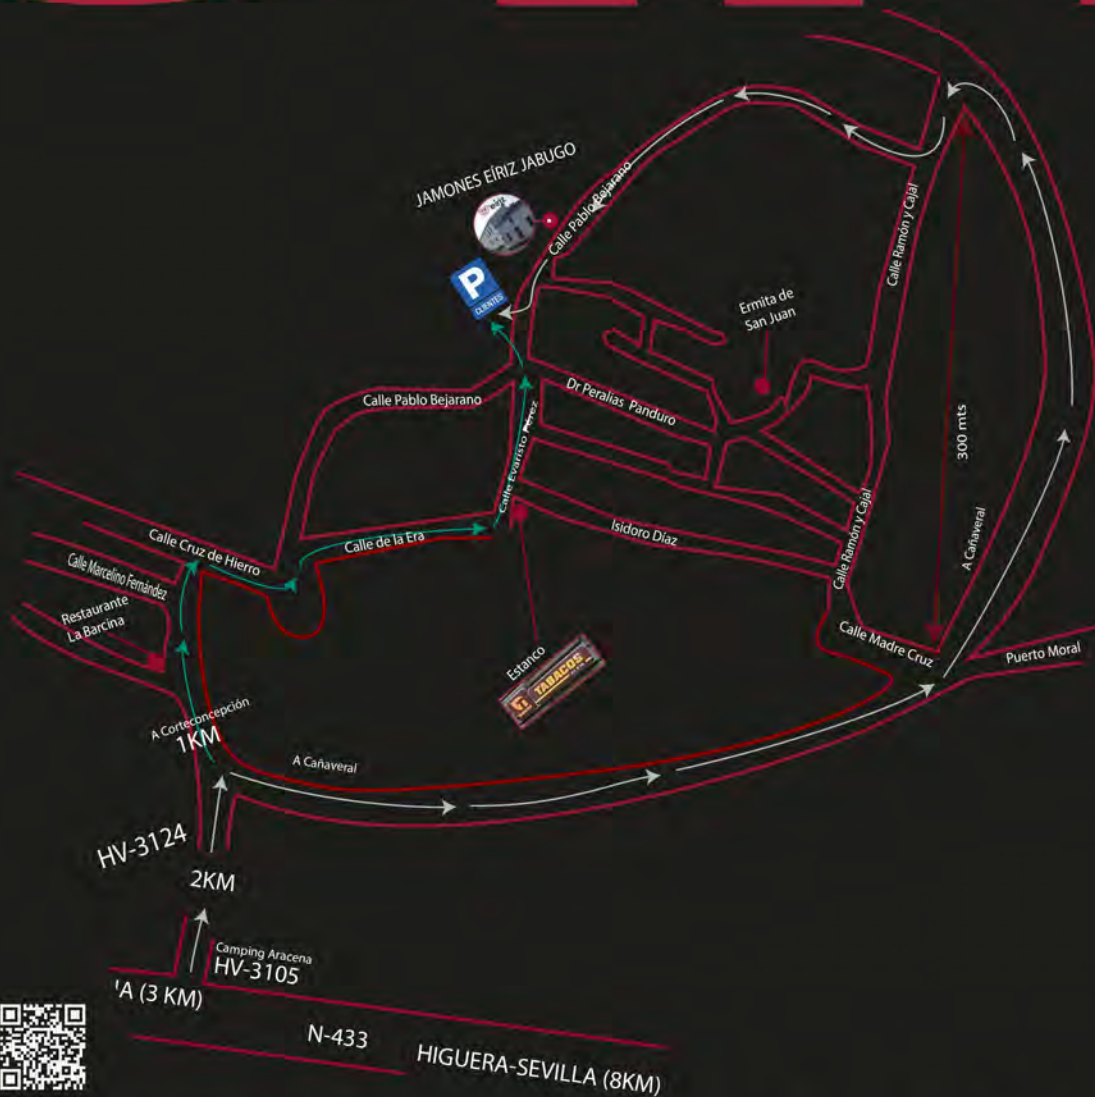 JAMONES EÍRIZ JABUGO
Calle Pablo Bejarano
P
CLIENTES
Calle Ramón y Cajal
Ermita de
San Juan
Calle Pablo Bejarano
Dr Peralias Panduro
300 mts
Calle Evaristo Pérez
Calle Cruz de Hierro
Calle de la Era
Isidoro Díaz
Calle Ramón y Cajal
A Cañaveral
Calle Marcelino Fernández
Restaurante
La Barcina
Calle Madre Cruz
Puerto Moral
Estanco
TABACOS
A Corteconcepción
1KM
A Cañaveral
HV-3124
2KM
Camping Aracena
HV-3105
'A (3 KM)
N-433
HIGUERA-SEVILLA (8KM)